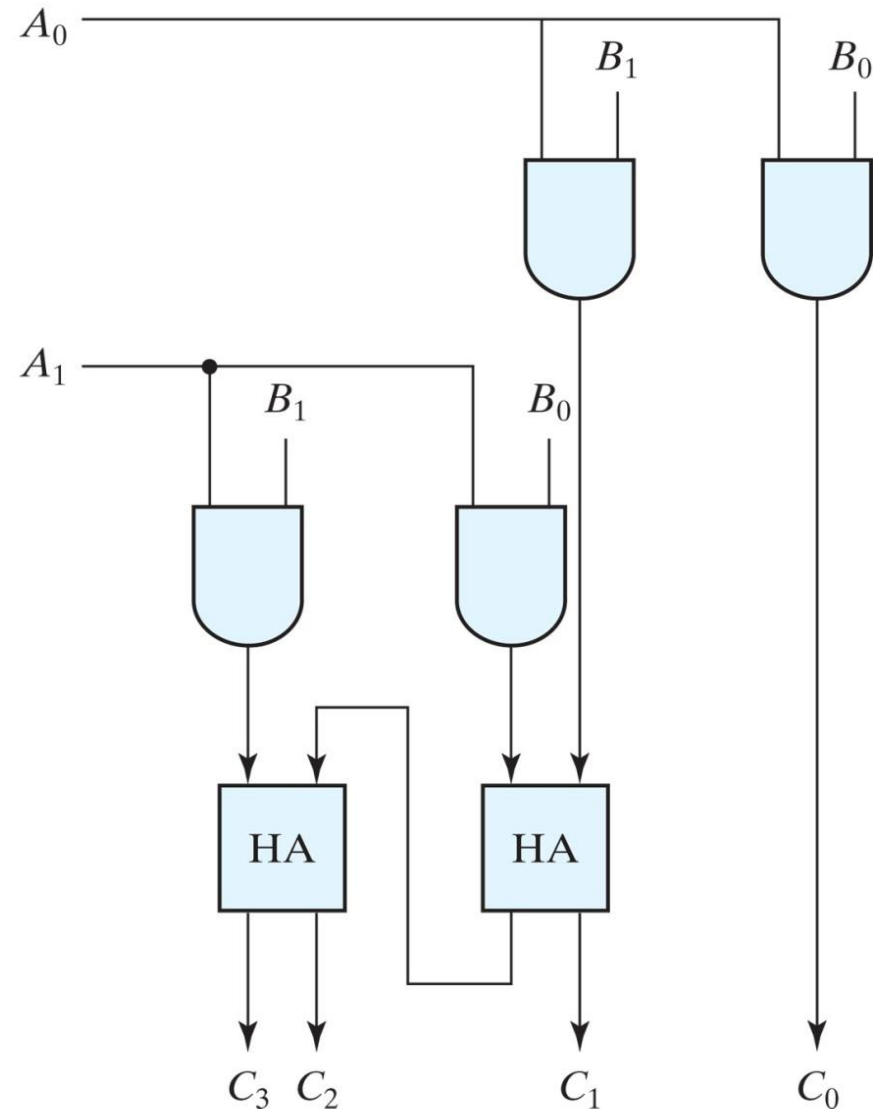 A₀
B₁ B₀
A₁
B₁ B₀
HA HA
C₃ C₂ C₁ C₀